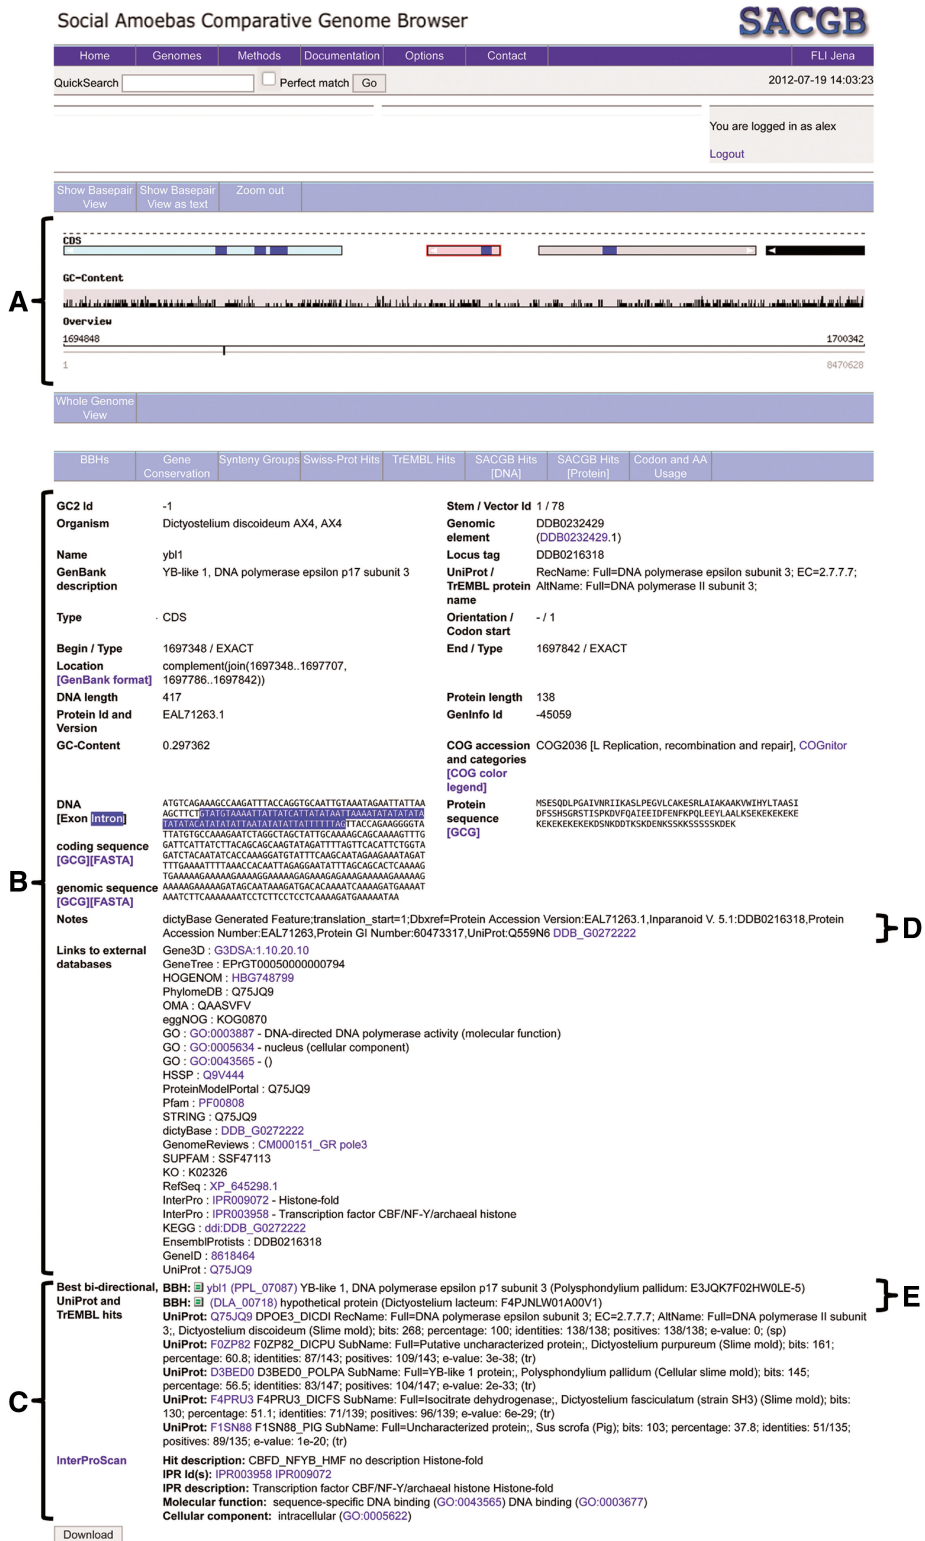 Social Amoebas Comparative Genome Browser
SACGB
Home Genomes Methods Documentation Options Contact FLI Jena
QuickSearch Perfect match Go 2012-07-19 14:03:23
You are logged in as alex
Logout
Show Basepair View Show Basepair View as text Zoom out
A
CDS
GC-Content
Overview
1694848 1700342
1 8470628
Whole Genome View
BBHs Gene Conservation Synteny Groups Swiss-Prot Hits TrEMBL Hits SACGB Hits [DNA] SACGB Hits [Protein] Codon and AA Usage
B
GC2 Id -1 Stem / Vector Id 1 / 78
Organism Dictyostelium discoideum AX4, AX4 Genomic element DDB0232429 (DDB0232429.1)
Name ybl1 Locus tag DDB0216318
GenBank description YB-like 1, DNA polymerase epsilon p17 subunit 3 UniProt / TrEMBL protein name RecName: Full=DNA polymerase epsilon subunit 3; EC=2.7.7.7; AltName: Full=DNA polymerase II subunit 3;
Type CDS Orientation / Codon start - / 1
Begin / Type 1697348 / EXACT End / Type 1697842 / EXACT
Location [GenBank format] complement(join(1697348..1697707, 1697786..1697842))
DNA length 417 Protein length 138
Protein Id and Version EAL71263.1 GenInfo Id -45059
GC-Content 0.297362 COG accession and categories [COG color legend] COG2036 [L Replication, recombination and repair], COGnitor
DNA [Exon Intron]
coding sequence [GCG][FASTA]
genomic sequence [GCG][FASTA]
ATGTCAGAAAGCCAAGATTTACCAGGTGCAATTGTAAATAGAATTATTAA
Protein sequence [GCG]
Notes dictyBase Generated Feature;translation_start=1;Dbxref=Protein Accession Version:EAL71263.1,Inparanoid V. 5.1:DDB0216318,Protein
Accession Number:EAL71263,Protein GI Number:60473317,UniProt:Q559N6 DDB_G0272222
D
Links to external databases
Gene3D : G3DSA:1.10.20.10
GeneTree : EPrGT00050000000794
HOGENOM : HBG748799
PhylomeDB : Q75JQ9
OMA : QAASVFV
eggNOG : KOG0870
GO : GO:0003887 - DNA-directed DNA polymerase activity (molecular function)
GO : GO:0005634 - nucleus (cellular component)
GO : GO:0043565 - ()
HSSP : Q9V444
ProteinModelPortal : Q75JQ9
Pfam : PF00808
STRING : Q75JQ9
dictyBase : DDB_G0272222
GenomeReviews : CM000151_GR pole3
SUPFAM : SSF47113
KO : K02326
RefSeq : XP_645298.1
InterPro : IPR009072 - Histone-fold
InterPro : IPR003958 - Transcription factor CBF/NF-Y/archaeal histone
KEGG : ddi:DDB_G0272222
EnsemblProtists : DDB0216318
GeneID : 8618464
UniProt : Q75JQ9
C
Best bi-directional, UniProt and TrEMBL hits
BBH: ybl1 (PPL_07087) YB-like 1, DNA polymerase epsilon p17 subunit 3 (Polysphondylium pallidum: E3JQK7F02HW0LE-5)
BBH: (DLA_00718) hypothetical protein (Dictyostelium lacteum: F4PJNLW01A00V1)
E
UniProt: Q75JQ9 DPOE3_DICDI RecName: Full=DNA polymerase epsilon subunit 3; EC=2.7.7.7; AltName: Full=DNA polymerase II subunit
3;, Dictyostelium discoideum (Slime mold); bits: 268; percentage: 100; identities: 138/138; positives: 138/138; e-value: 0; (sp)
UniProt: F0ZP82 F0ZP82_DICPU SubName: Full=Putative uncharacterized protein;, Dictyostelium purpureum (Slime mold); bits: 161;
percentage: 60.8; identities: 87/143; positives: 109/143; e-value: 3e-38; (tr)
UniProt: D3BED0 D3BED0_POLPA SubName: Full=YB-like 1 protein;, Polysphondylium pallidum (Cellular slime mold); bits: 145;
percentage: 56.5; identities: 83/147; positives: 104/147; e-value: 2e-33; (tr)
UniProt: F4PRU3 F4PRU3_DICFS SubName: Full=Isocitrate dehydrogenase;, Dictyostelium fasciculatum (strain SH3) (Slime mold); bits:
130; percentage: 51.1; identities: 71/139; positives: 96/139; e-value: 6e-29; (tr)
UniProt: F1SN88 F1SN88_PIG SubName: Full=Uncharacterized protein;, Sus scrofa (Pig); bits: 103; percentage: 37.8; identities: 51/135;
positives: 89/135; e-value: 1e-20; (tr)
InterProScan Hit description: CBFD_NFYB_HMF no description Histone-fold
IPR Id(s): IPR003958 IPR009072
IPR description: Transcription factor CBF/NF-Y/archaeal histone Histone-fold
Molecular function: sequence-specific DNA binding (GO:0043565) DNA binding (GO:0003677)
Cellular component: intracellular (GO:0005622)
Download